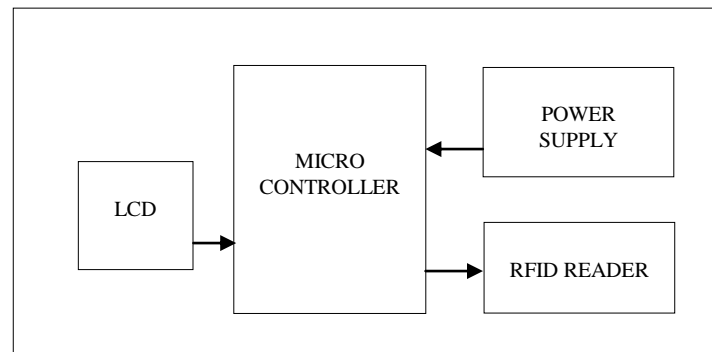 POWER
SUPPLY
MICRO
CONTROLLER
LCD
RFID READER